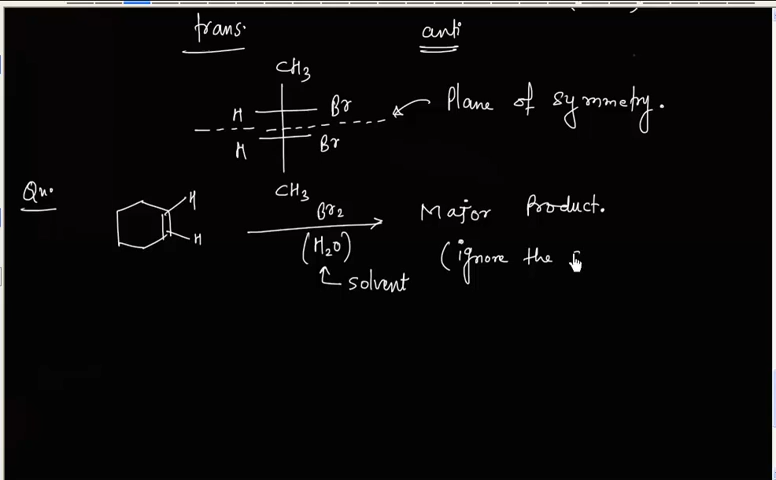 trans. anti
CH3
H Br
Plane of symmetry.
H Br
CH3
Qn. H Br2 Major Product.
H (H2O) (ignore the
solvent